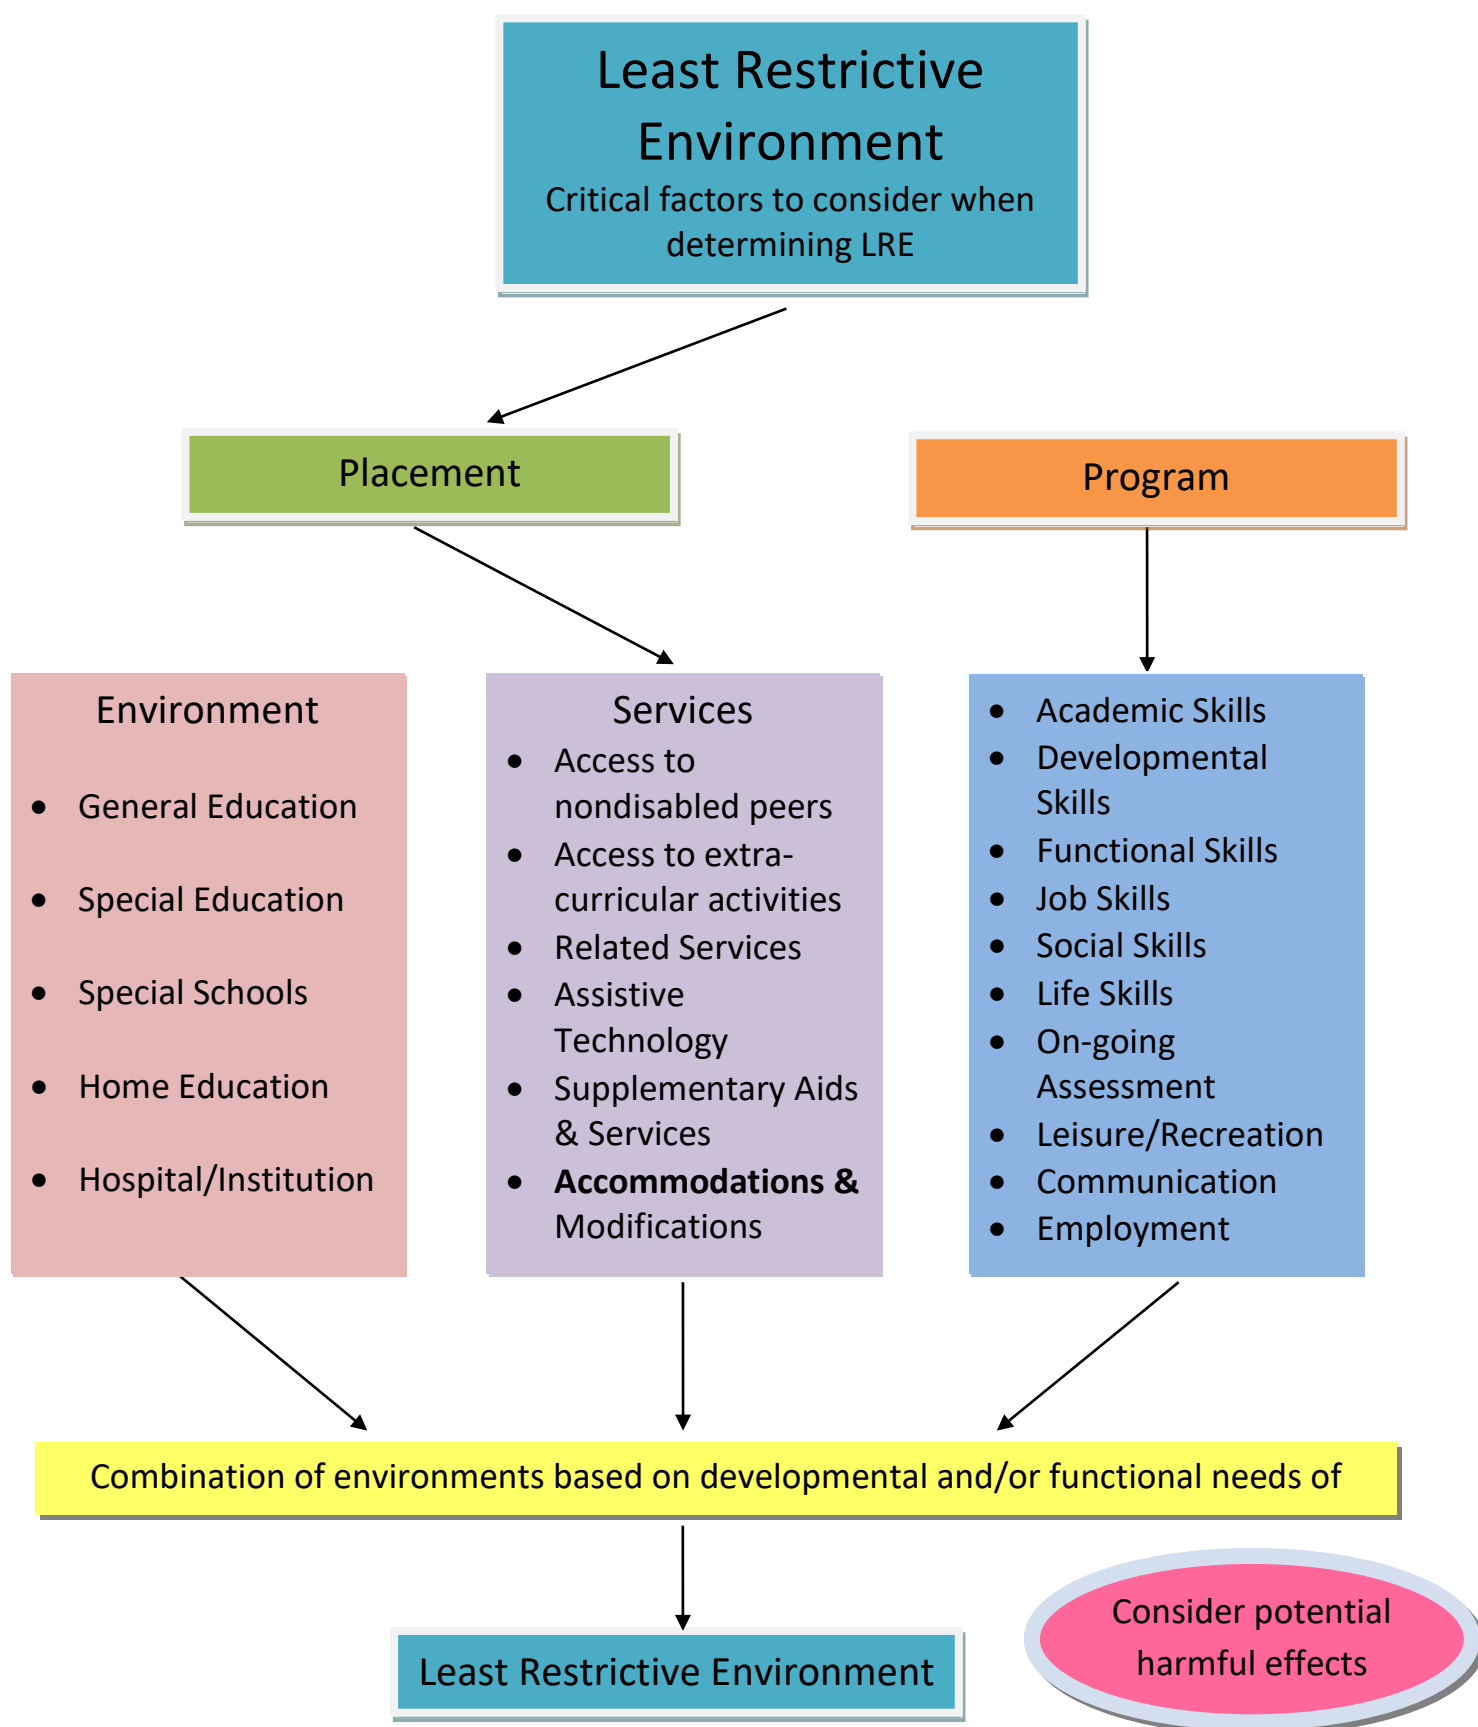 Least Restrictive
Environment
Critical factors to consider when
determining LRE
Placement
Program
Environment
• General Education
• Special Education
• Special Schools
• Home Education
• Hospital/Institution
Services
• Access to
nondisabled peers
• Access to extra-
curricular activities
• Related Services
• Assistive
Technology
• Supplementary Aids
& Services
• Accommodations &
Modifications
• Academic Skills
• Developmental
Skills
• Functional Skills
• Job Skills
• Social Skills
• Life Skills
• On-going
Assessment
• Leisure/Recreation
• Communication
• Employment
Combination of environments based on developmental and/or functional needs of
Least Restrictive Environment
Consider potential
harmful effects